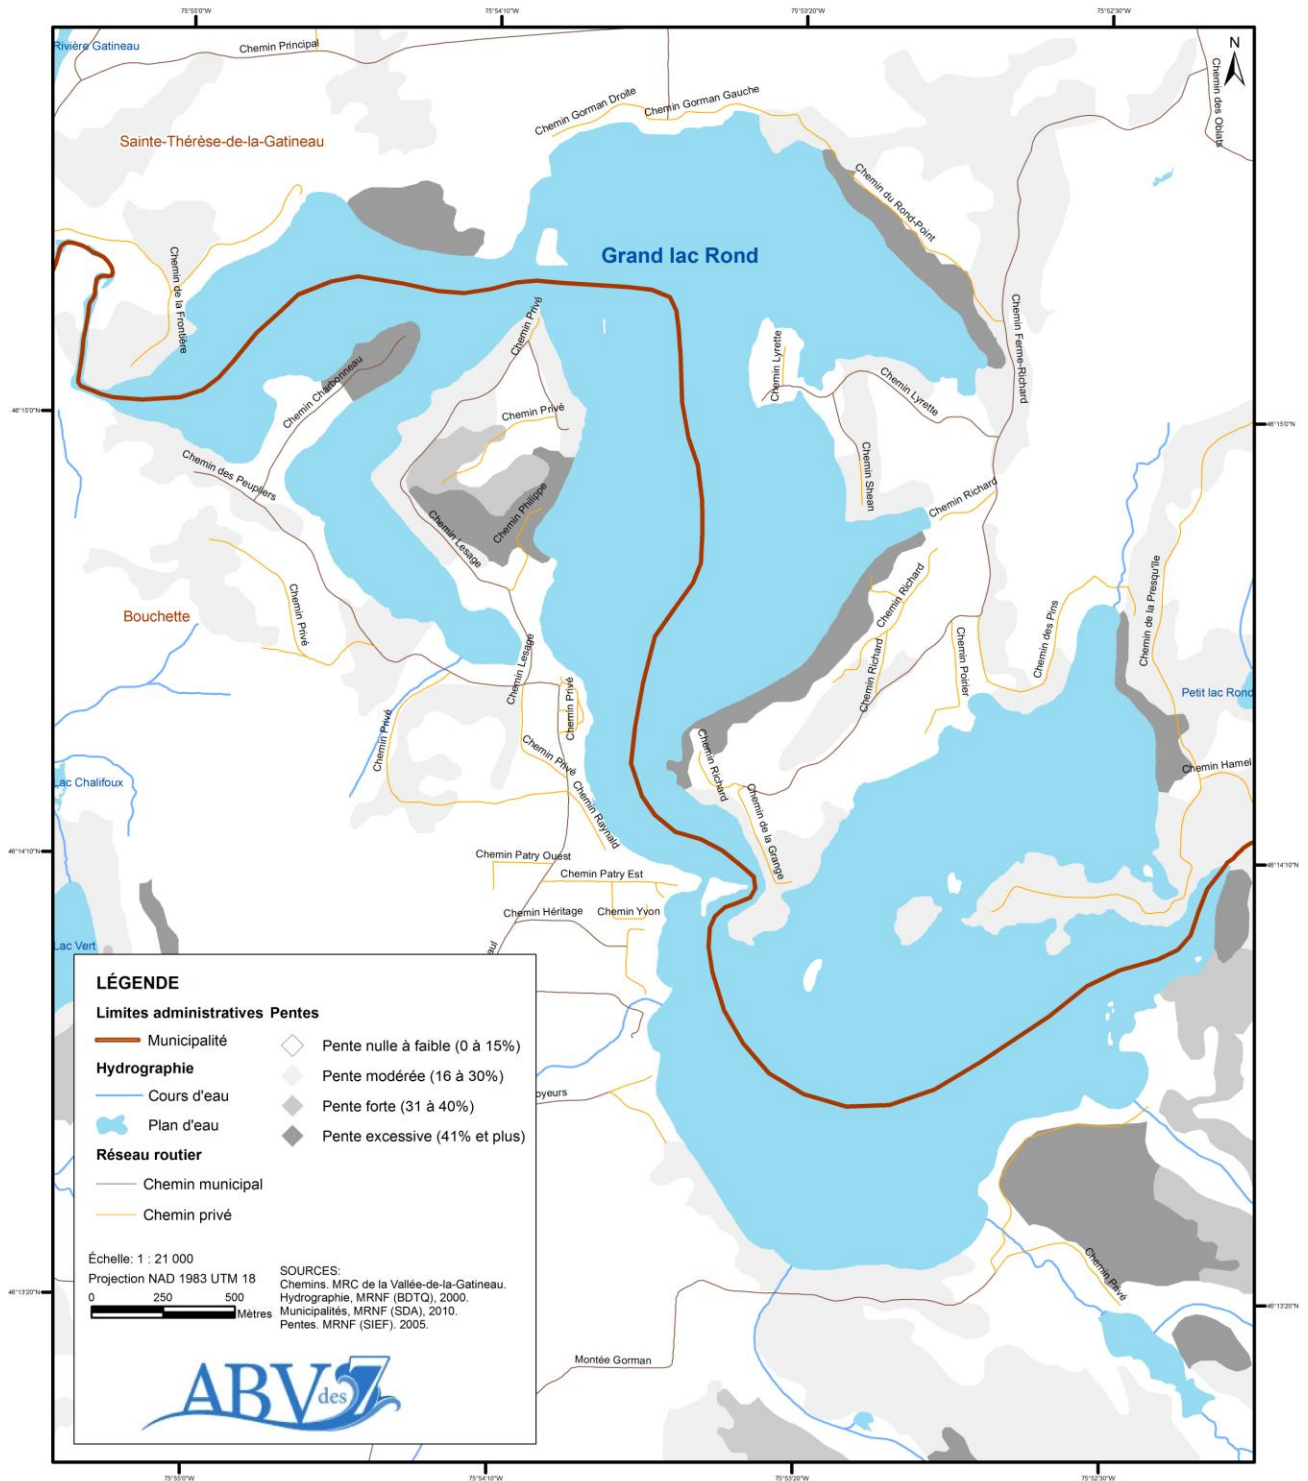 75°55'0"W
75°54'10"W
75°53'20"W
75°52'30"W
Rivière Gatineau
Chemin Principal
N
Chemin des Oblats
Chemin Gorman Droite
Chemin Gorman Gauche
Sainte-Thérèse-de-la-Gatineau
Chemin du Rond-Point
Grand lac Rond
Chemin de la Frontière
Chemin Privé
Chemin Ferme-Richard
Chemin Lyrette
Chemin Charbonneau
Chemin Lyrette
Chemin Privé
46°15'0"N
46°15'0"N
Chemin des Peupliers
Chemin Shean
Chemin Philippe
Chemin Richard
Chemin Lesage
Chemin de la Presqu'île
Chemin Richard
Bouchette
Chemin Privé
Chemin des Pins
Chemin Lesage
Chemin Richard
Chemin Poirier
Chemin Privé
Petit lac Rond
Chemin Privé
Chemin Privé
Chemin Richard
Chemin Hamel
Lac Chalifoux
Chemin Raynald
Chemin de la Grange
46°14'10"N
Chemin Patry Ouest
46°14'10"N
Chemin Patry Est
Chemin Héritage
Chemin Yvon
Lac Vert
aul
LÉGENDE
Limites administratives
Municipalité
Hydrographie
Cours d'eau
Plan d'eau
Réseau routier
Chemin municipal
Chemin privé
Pentes
Pente nulle à faible (0 à 15%)
Pente modérée (16 à 30%)
Pente forte (31 à 40%)
Pente excessive (41% et plus)
oyeurs
Échelle: 1 : 21 000
Projection NAD 1983 UTM 18
0 250 500
Mètres
SOURCES:
Chemins. MRC de la Vallée-de-la-Gatineau.
Hydrographie, MRNF (BDTQ), 2000.
Municipalités, MRNF (SDA), 2010.
Pentes. MRNF (SIEF). 2005.
ABV des 7
Chemin Privé
46°13'20"N
46°13'20"N
Montée Gorman
75°55'0"W
75°54'10"W
75°53'20"W
75°52'30"W